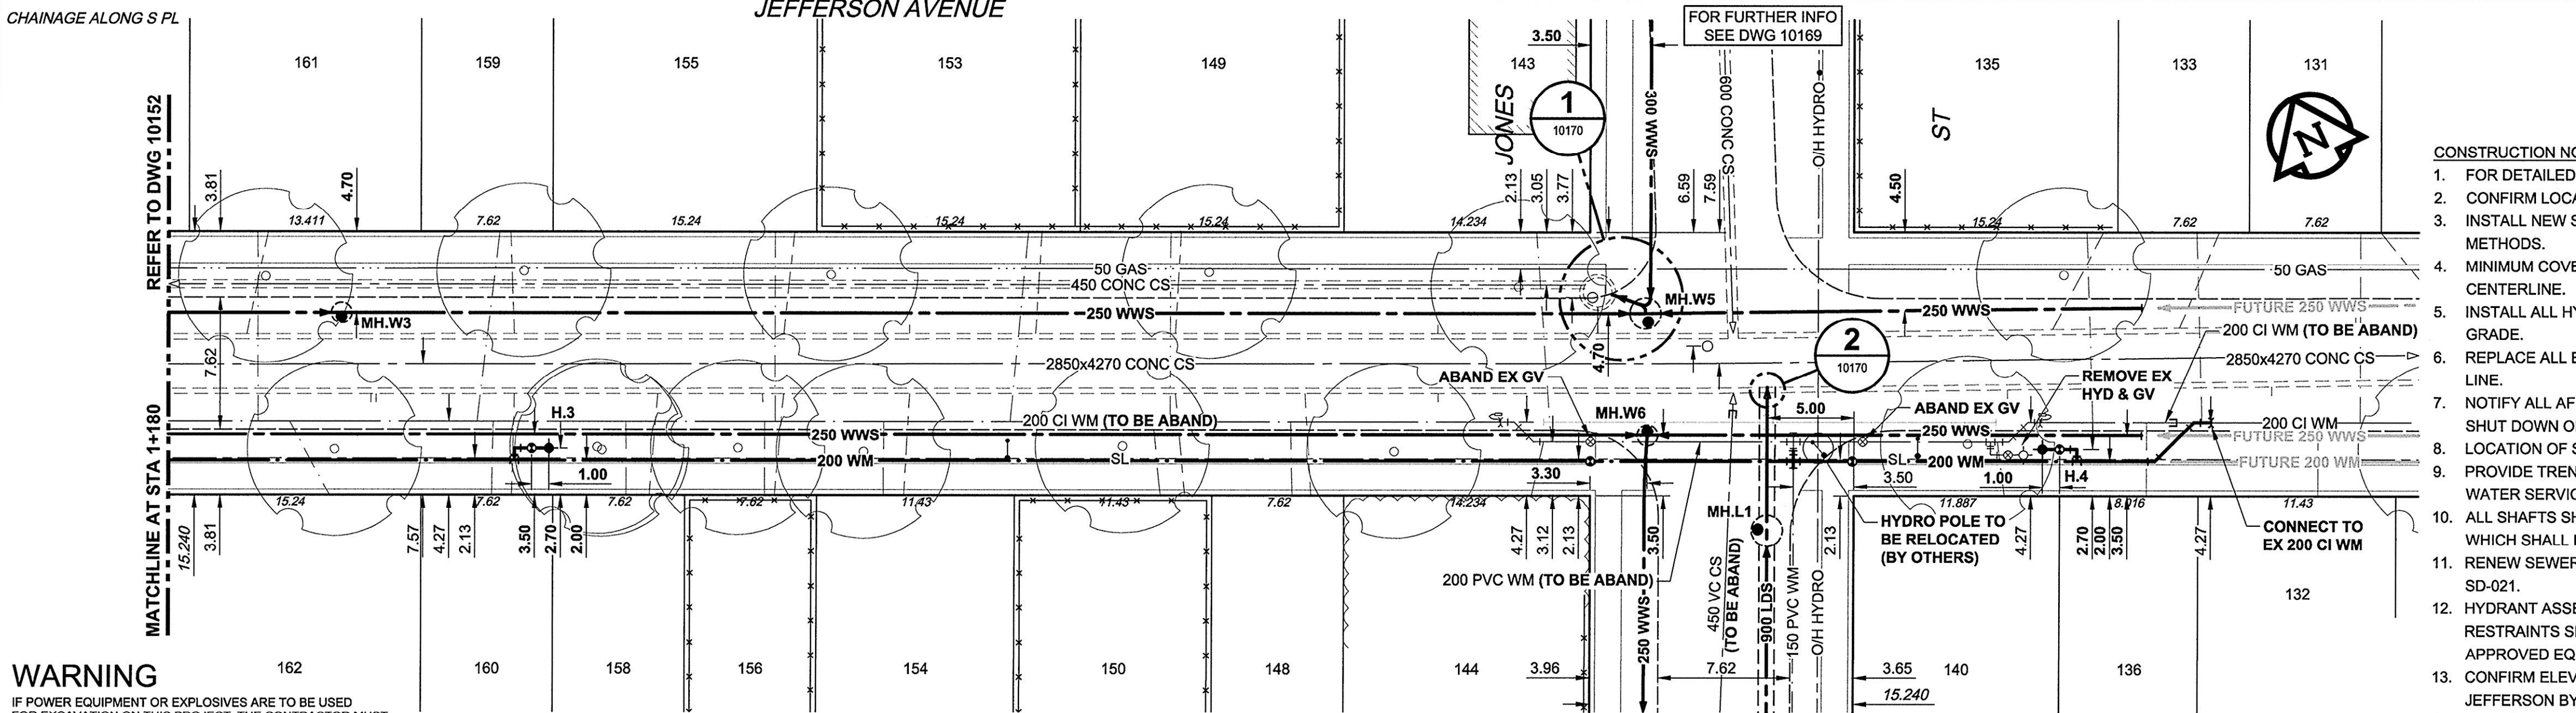 CHAINAGE ALONG S PL
JEFFERSON AVENUE
FOR FURTHER INFO
SEE DWG 10169
161
159
155
153
149
143
135
133
131
REFER TO DWG 10152
MATCHLINE AT STA 1+180
3.81
4.70
3.50
JONES
ST
1
10170
300 WWS
600 CONC CS
O/H HYDRO
N
2.13
3.05
3.77
6.59
7.59
4.50
13.411
7.62
15.24
15.24
15.24
14.234
15.24
7.62
7.62
50 GAS
450 CONC CS
50 GAS
MH.W3
250 WWS
MH.W5
250 WWS
FUTURE 250 WWS
200 CI WM (TO BE ABAND)
7.62
2850x4270 CONC CS
4.70
2
10170
2850x4270 CONC CS
ABAND EX GV
REMOVE EX
HYD & GV
H.3
200 CI WM (TO BE ABAND)
MH.W6
5.00
ABAND EX GV
200 CI WM
250 WWS
250 WWS
FUTURE 250 WWS
200 WM
SL
SL
200 WM
FUTURE 200 WM
1.00
3.30
3.50
1.00
H.4
15.24
7.62
7.62
7.62
11.43
11.43
7.62
14.234
11.887
8.016
11.43
15.240
3.81
7.57
4.27
2.13
3.50
2.70
2.00
4.27
3.12
2.13
3.50
MH.L1
2.13
HYDRO POLE TO
BE RELOCATED
(BY OTHERS)
4.27
2.70
2.00
3.50
4.27
CONNECT TO
EX 200 CI WM
200 PVC WM (TO BE ABAND)
250 WWS
450 VC CS
(TO BE ABAND)
900 LDS
150 PVC WM
O/H HYDRO
162
160
158
156
154
150
148
144
3.96
7.62
3.65
15.240
140
136
132
WARNING
IF POWER EQUIPMENT OR EXPLOSIVES ARE TO BE USED
FOR EXCAVATION ON THIS PROJECT, THE CONTRACTOR MUST
CONSTRUCTION NO
1. FOR DETAILED
2. CONFIRM LOCA
3. INSTALL NEW S
METHODS.
4. MINIMUM COVE
CENTERLINE.
5. INSTALL ALL HY
GRADE.
6. REPLACE ALL E
LINE.
7. NOTIFY ALL AF
SHUT DOWN O
8. LOCATION OF S
9. PROVIDE TREN
WATER SERVIC
10. ALL SHAFTS SH
WHICH SHALL
11. RENEW SEWER
SD-021.
12. HYDRANT ASSE
RESTRAINTS S
APPROVED EQ
13. CONFIRM ELEV
JEFFERSON BY